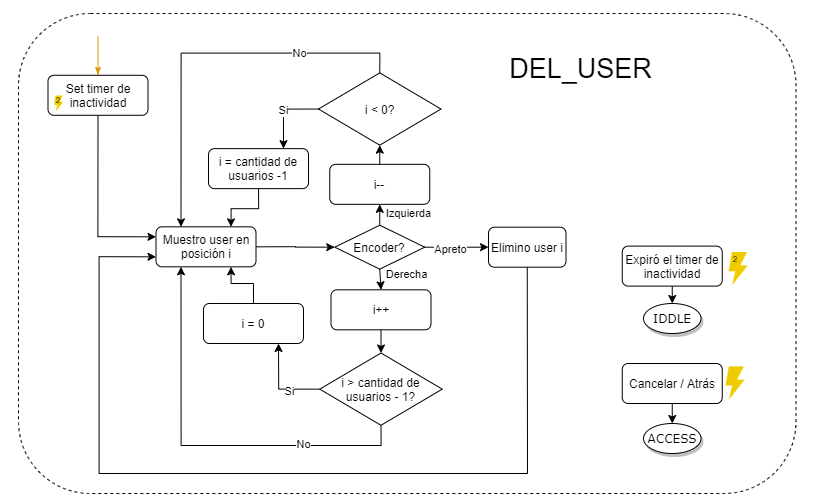 DEL_USER
No
Set timer de
inactividad
2
i < 0?
Si
i = cantidad de
usuarios -1
i--
Izquierda
Muestro user en
posición i
Encoder?
Apreto
Elimino user i
Derecha
i++
i = 0
i > cantidad de
usuarios - 1?
Si
No
Expiró el timer de
inactividad
2
IDDLE
Cancelar / Atrás
ACCESS